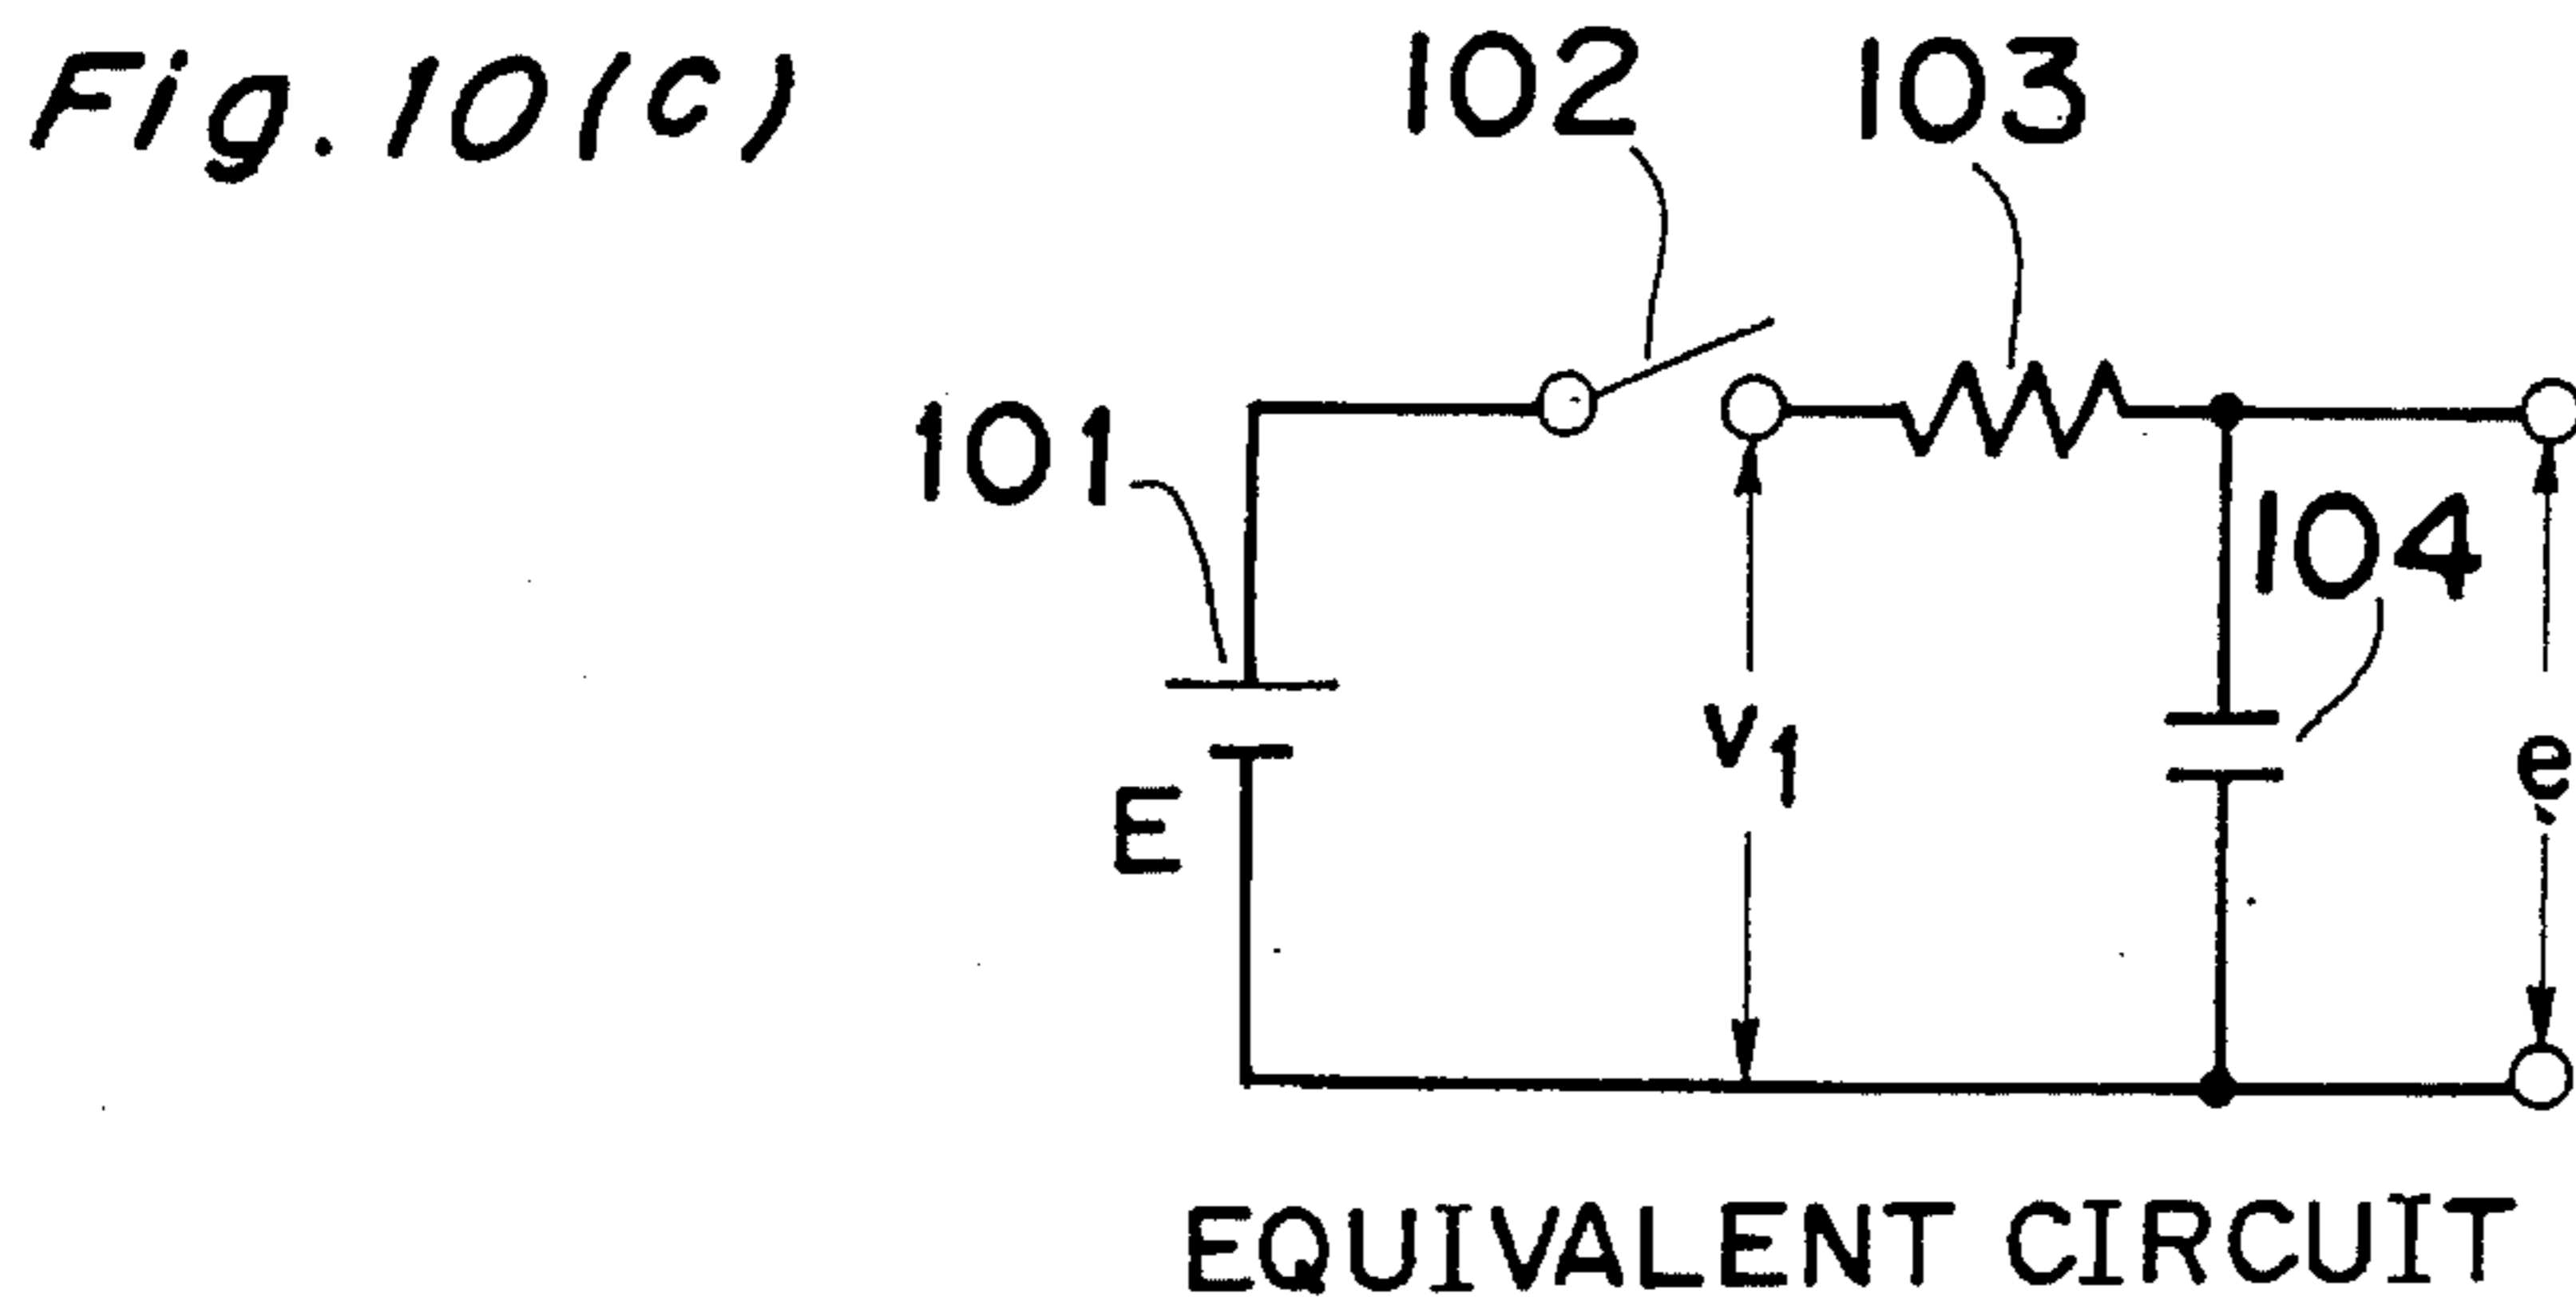 Fig. 10(c)
102
103
101
104
v1
e
E
EQUIVALENT CIRCUIT